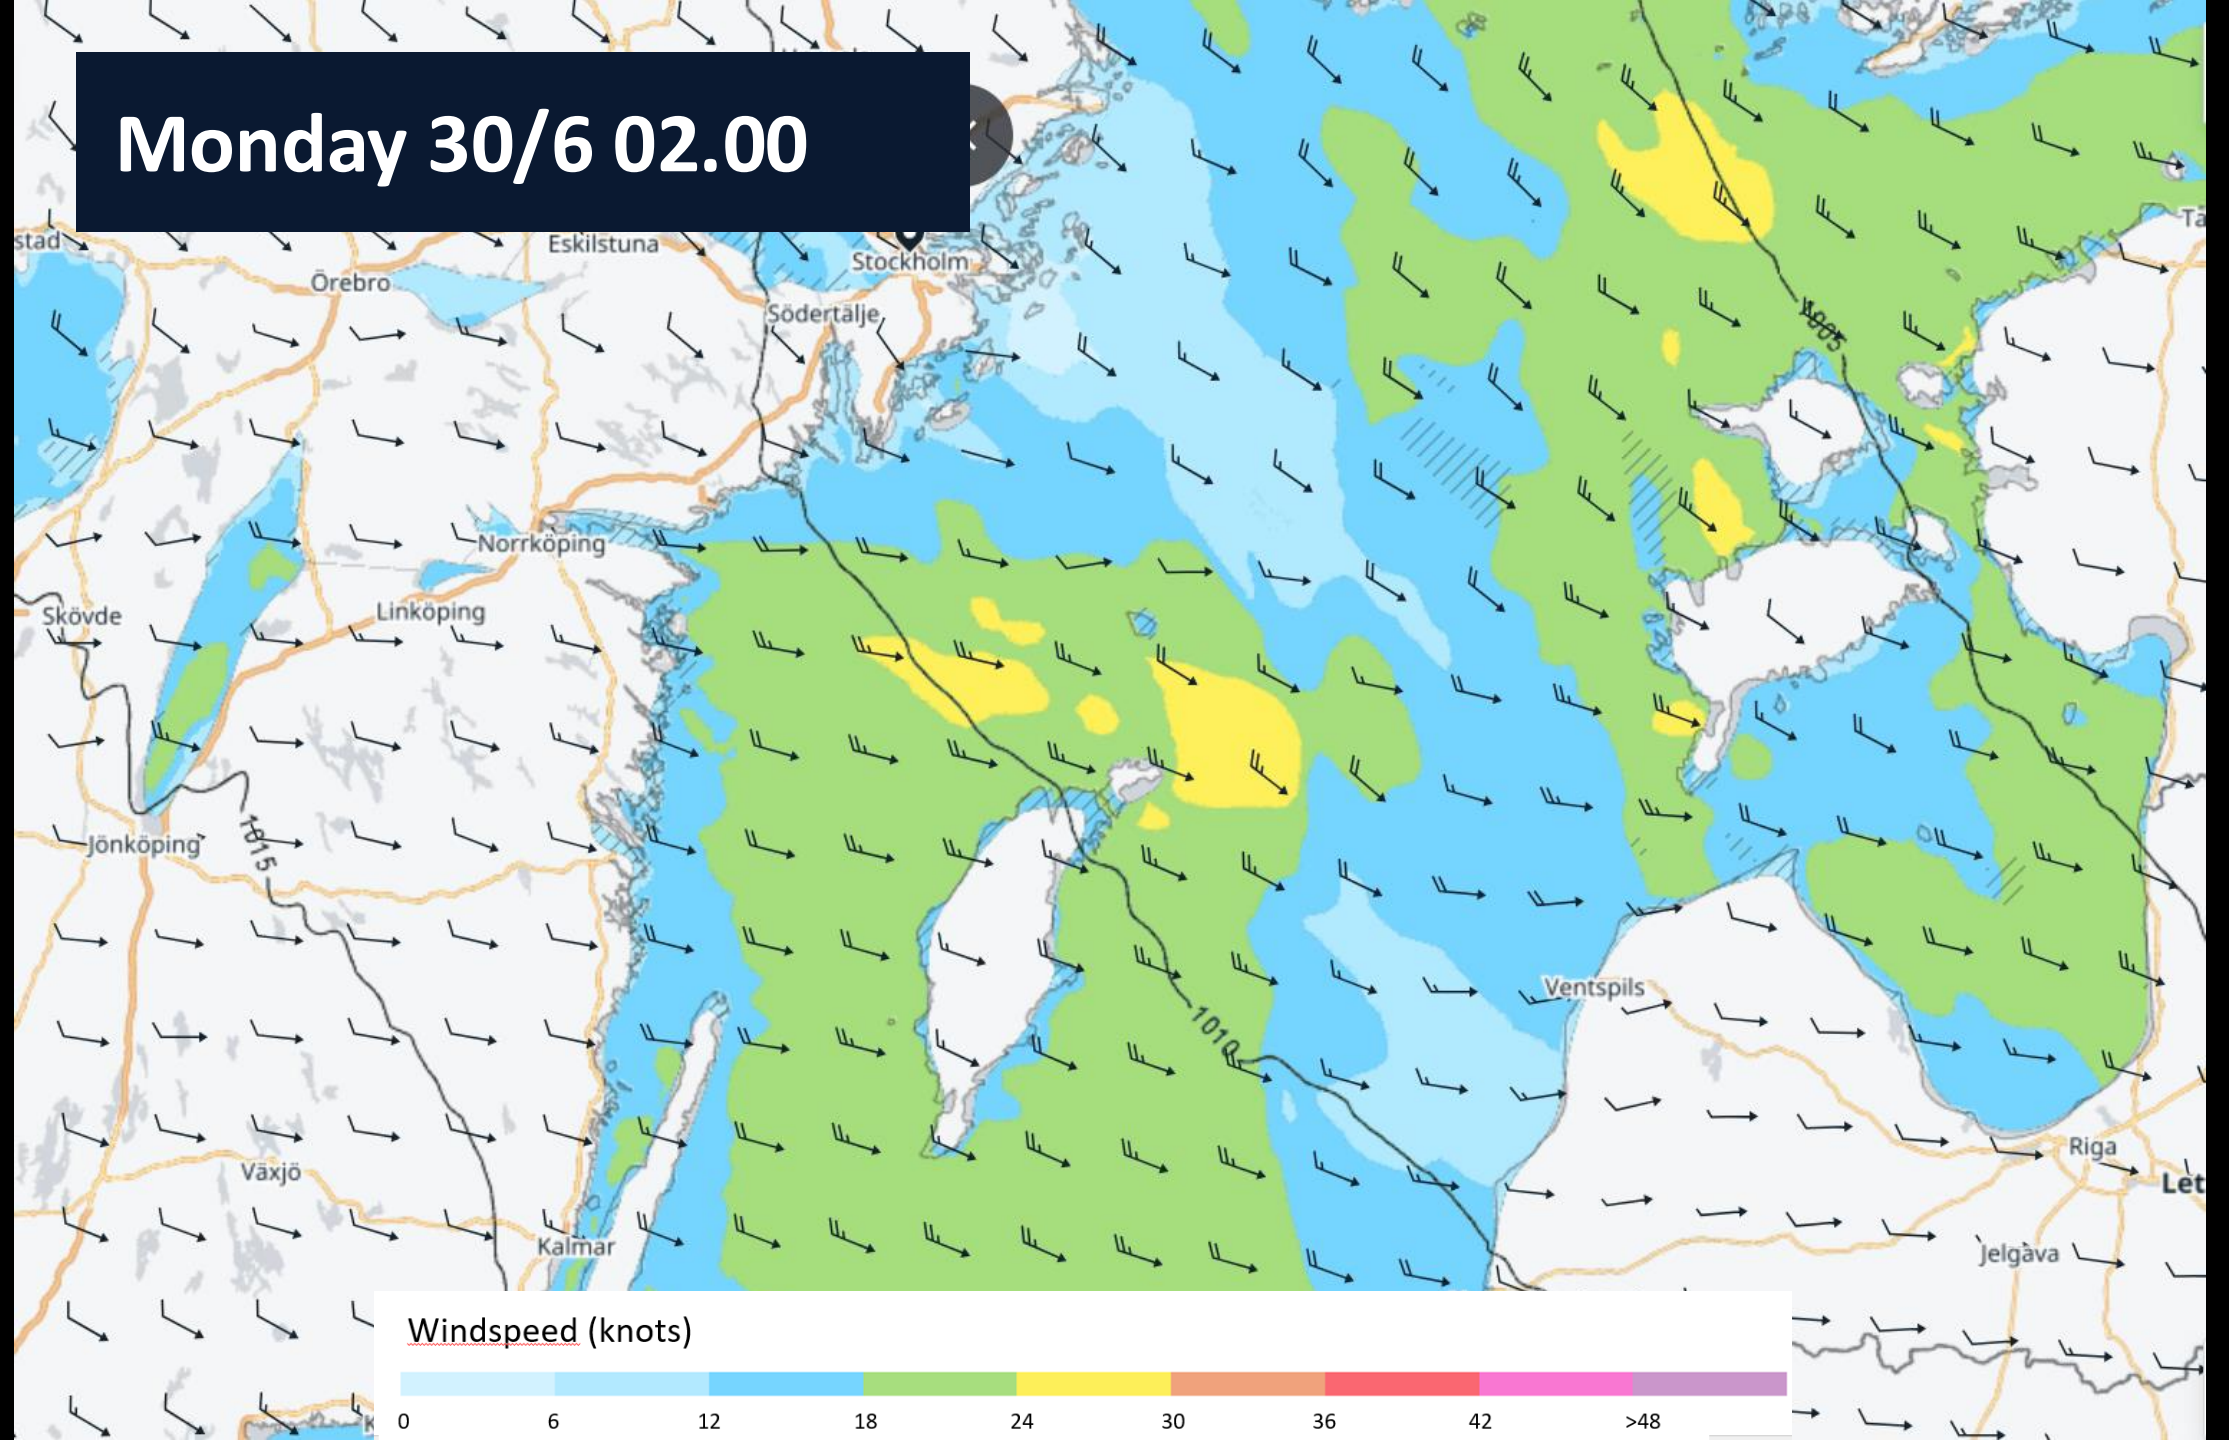 Monday 30/6 02.00
stad
Eskilstuna
Stockholm
Tä
Örebro
Södertälje
1005
Norrköping
Linköping
Skövde
Jönköping
1015
Ventspils
1010
Riga
Växjö
Let
Kalmar
Jelgava
Windspeed (knots)
K
0 6 12 18 24 30 36 42 >48